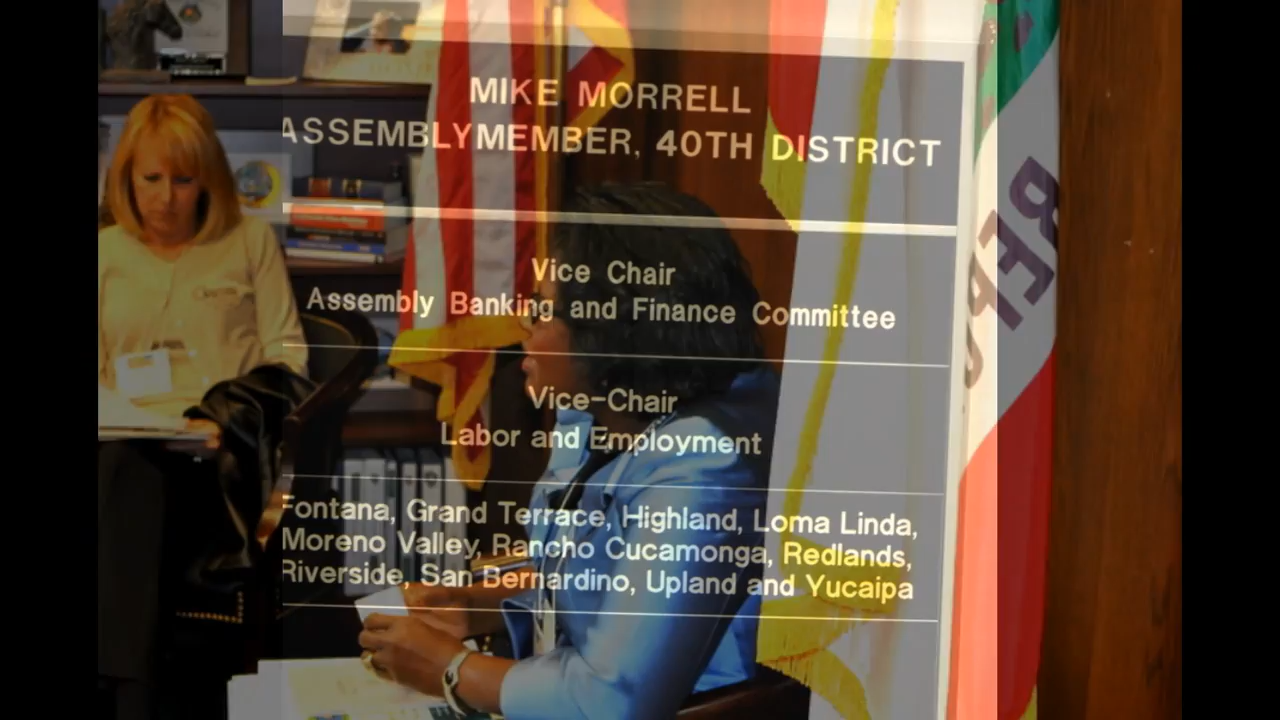 MIKE MORRELL
ASSEMBLYMEMBER, 40TH DISTRICT
Vice Chair
Assembly Banking and Finance Committee
Vice-Chair
Labor and Employment
Fontana, Grand Terrace, Highland, Loma Linda,
Moreno Valley, Rancho Cucamonga, Redlands,
Riverside, San Bernardino, Upland and Yucaipa